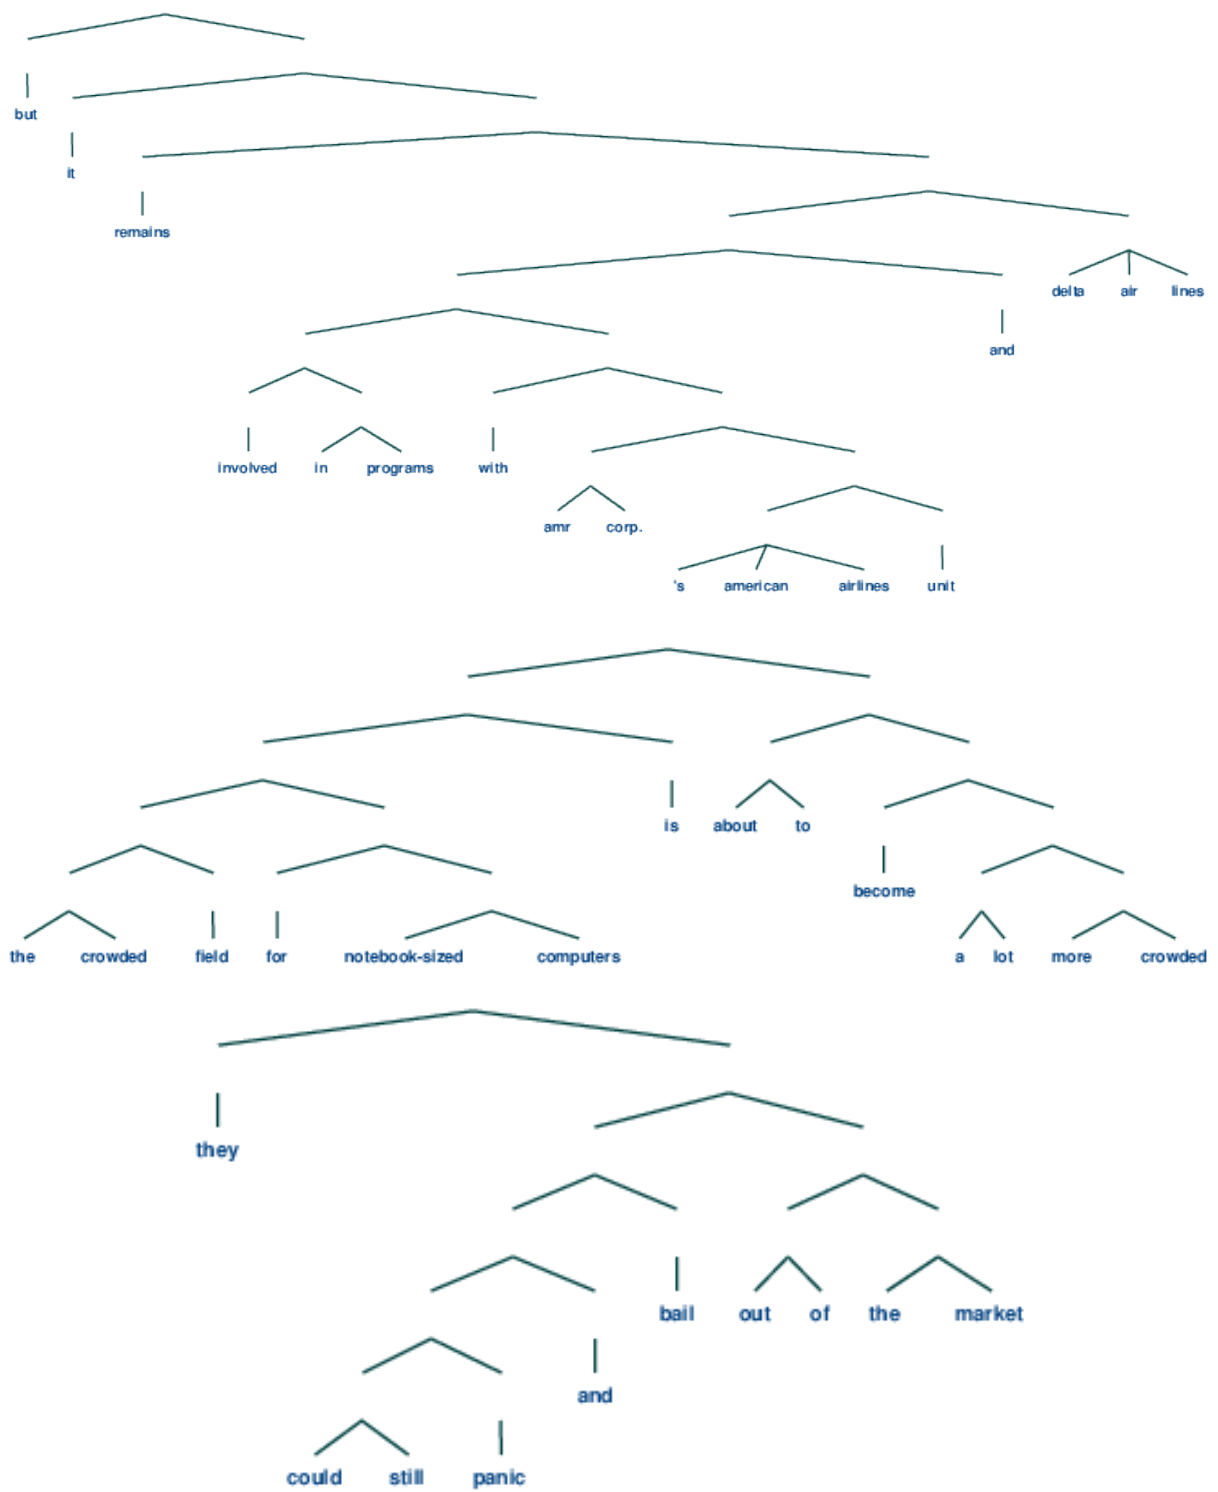 but
it
remains
delta air lines
and
involved in programs with
amr corp.
's american airlines unit
is about to
become
the crowded field for notebook-sized computers a lot more crowded
they
bail out of the market
and
could still panic